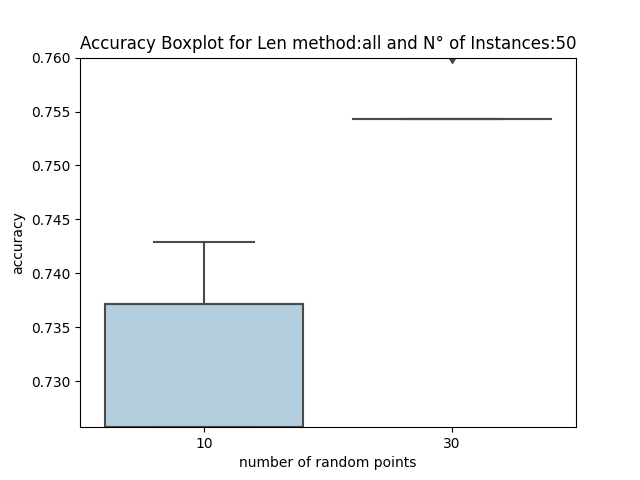 Accuracy Boxplot for Len method:all and N° of Instances:50
0.760
0.755
0.750
0.745
0.740
0.735
0.730
accuracy
10 30
number of random points